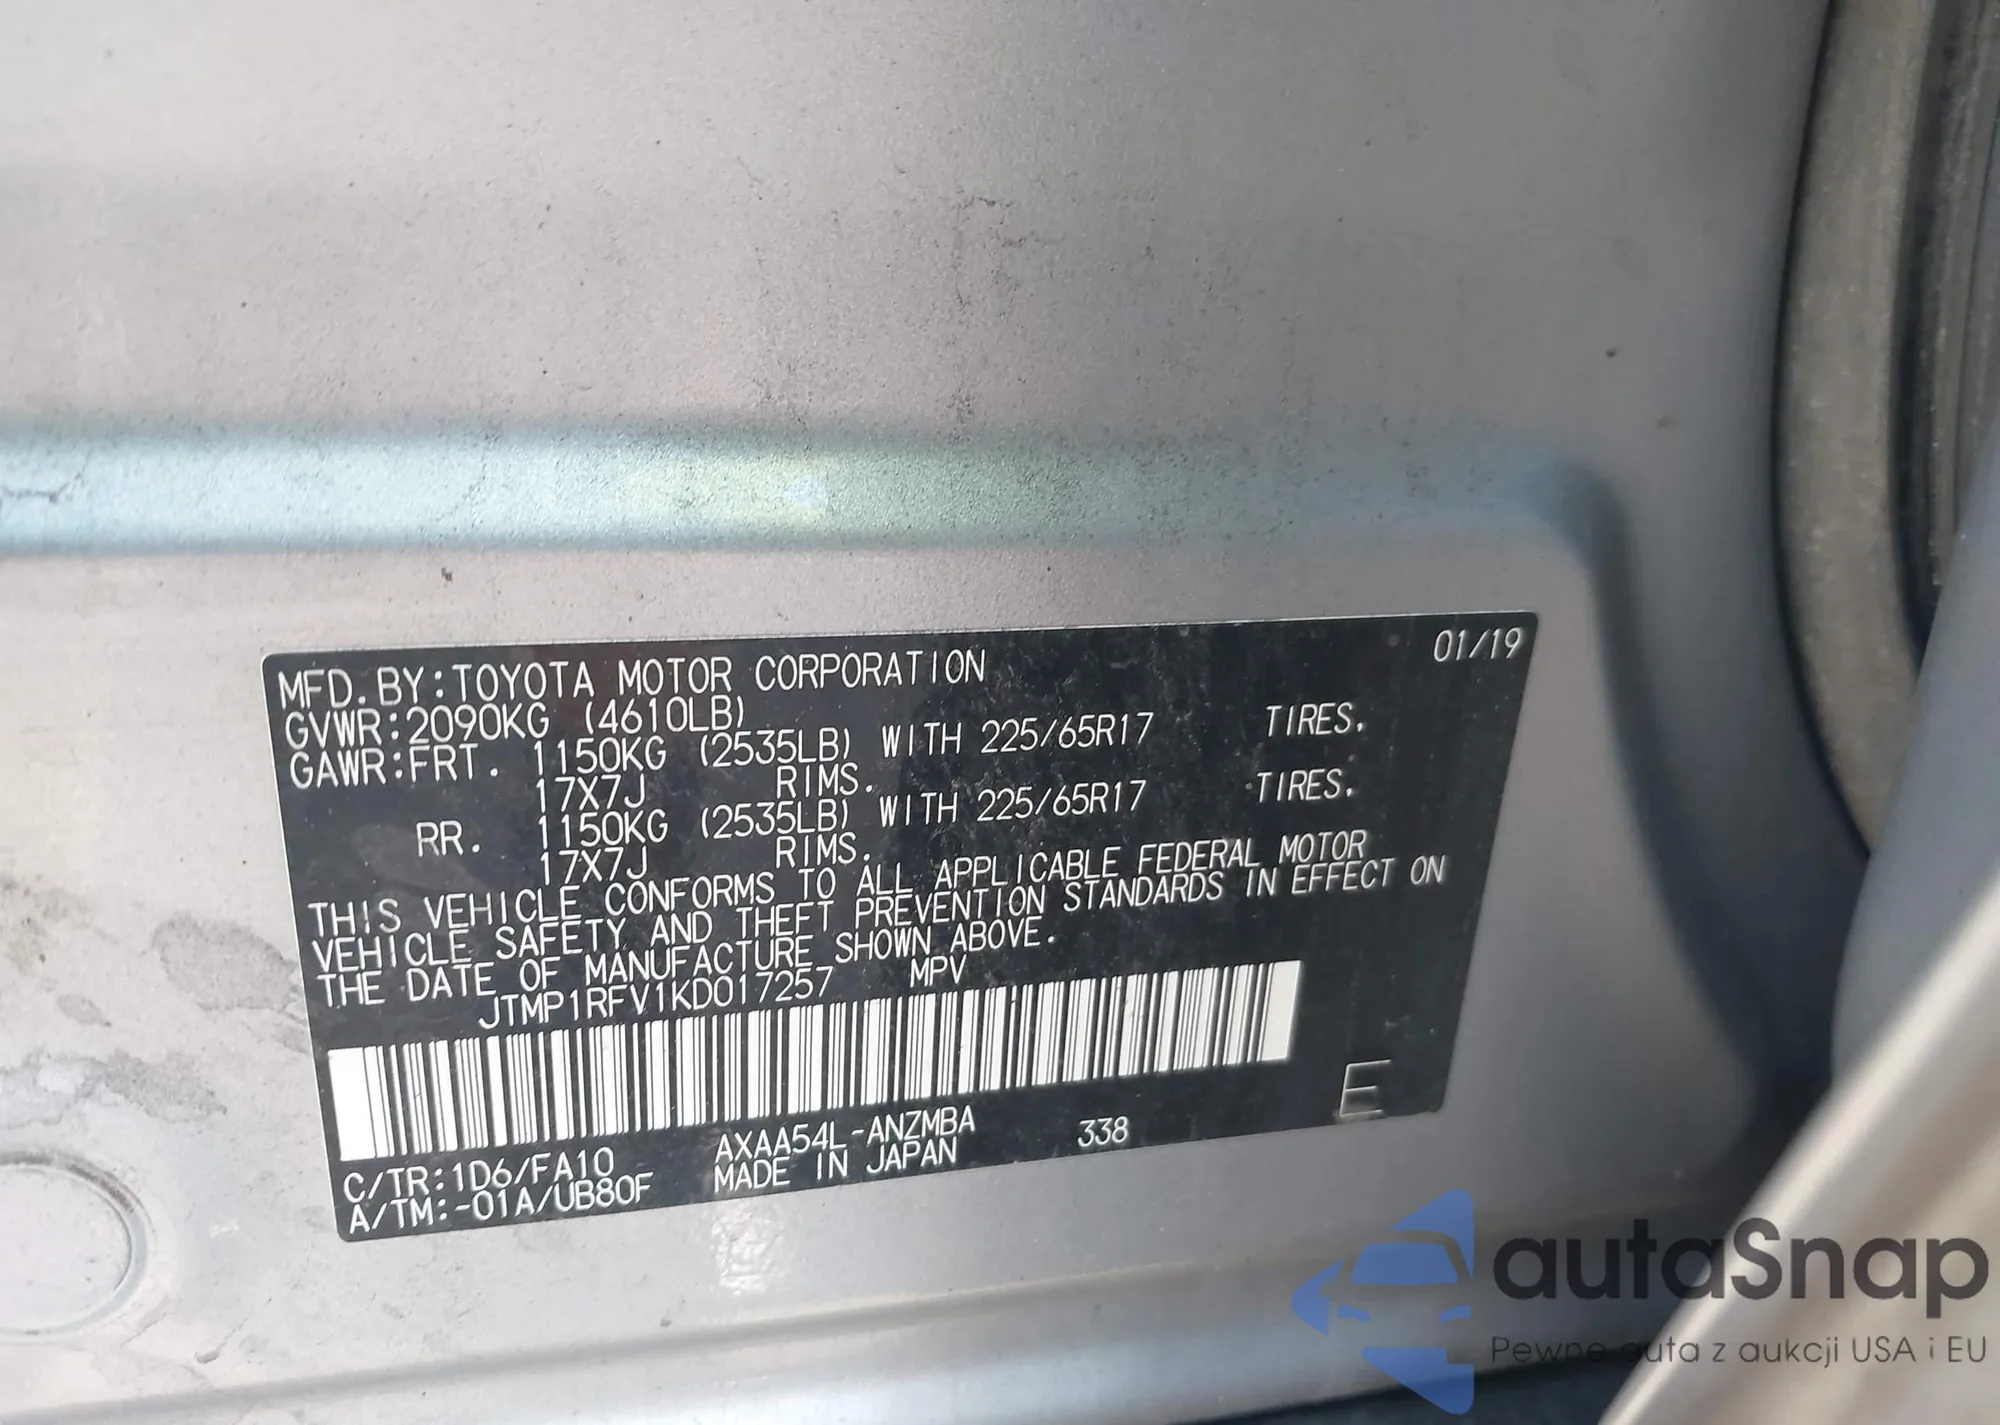 MFD.BY:TOYOTA MOTOR CORPORATION 01/19
GVWR:2090KG (4610LB)
GAWR:FRT. 1150KG (2535LB) WITH 225/65R17 TIRES.
17X7J RIMS.
RR. 1150KG (2535LB) WITH 225/65R17 TIRES.
17X7J RIMS.
THIS VEHICLE CONFORMS TO ALL APPLICABLE FEDERAL MOTOR
VEHICLE SAFETY AND THEFT PREVENTION STANDARDS IN EFFECT ON
THE DATE OF MANUFACTURE SHOWN ABOVE.
JTMP1RFV1KD017257 MPV
E
C/TR:1D6/FA10 AXAA54L-ANZMBA 338
A/TM:-01A/UB80F MADE IN JAPAN
autaSnap
Pewne auta z aukcji USA i EU